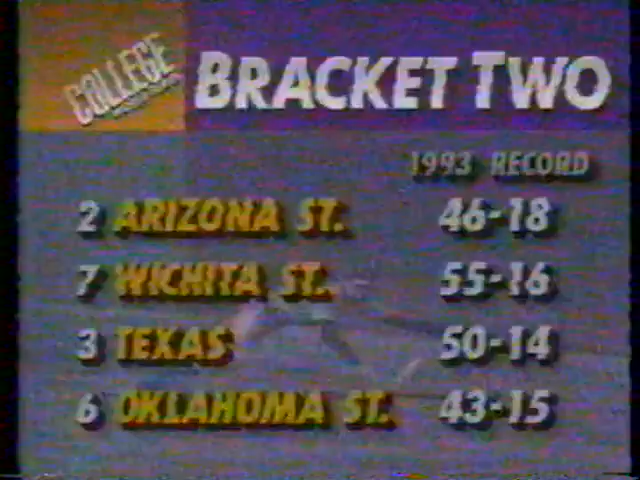 COLLEGE
BRACKET TWO
1993 RECORD
2 ARIZONA ST. 46-18
7 WICHITA ST. 55-16
3 TEXAS 50-14
6 OKLAHOMA ST. 43-15